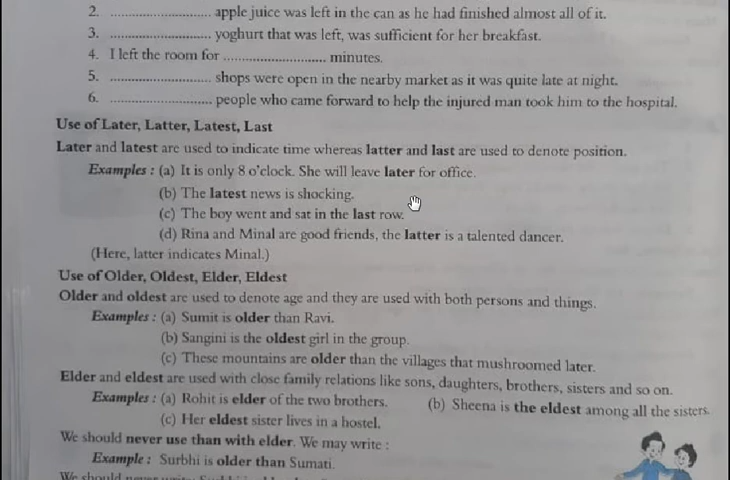 2. ............................ apple juice was left in the can as he had finished almost all of it.
3. ............................ yoghurt that was left, was sufficient for her breakfast.
4. I left the room for ............................ minutes.
5. ............................ shops were open in the nearby market as it was quite late at night.
6. ............................ people who came forward to help the injured man took him to the hospital.
Use of Later, Latter, Latest, Last
Later and latest are used to indicate time whereas latter and last are used to denote position.
Examples : (a) It is only 8 o'clock. She will leave later for office.
(b) The latest news is shocking.
(c) The boy went and sat in the last row.
(d) Rina and Minal are good friends, the latter is a talented dancer.
(Here, latter indicates Minal.)
Use of Older, Oldest, Elder, Eldest
Older and oldest are used to denote age and they are used with both persons and things.
Examples : (a) Sumit is older than Ravi.
(b) Sangini is the oldest girl in the group.
(c) These mountains are older than the villages that mushroomed later.
Elder and eldest are used with close family relations like sons, daughters, brothers, sisters and so on.
Examples : (a) Rohit is elder of the two brothers. (b) Sheena is the eldest among all the sisters.
(c) Her eldest sister lives in a hostel.
We should never use than with elder. We may write :
Example : Surbhi is older than Sumati.
We should never write